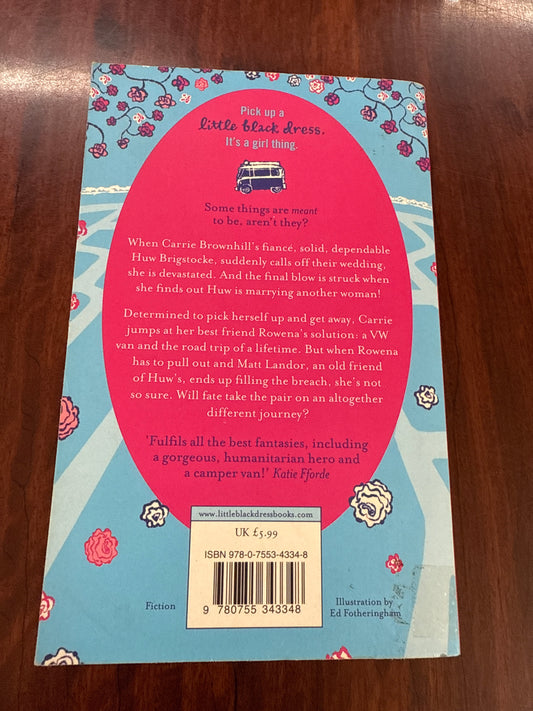 Pick up a
little black dress.
It's a girl thing.
Some things are meant
to be, aren't they?
When Carrie Brownhill's fiancé, solid, dependable
Huw Brigstocke, suddenly calls off their wedding,
she is devastated. And the final blow is struck when
she finds out Huw is marrying another woman!
Determined to pick herself up and get away, Carrie
jumps at her best friend Rowena's solution: a VW
van and the road trip of a lifetime. But when Rowena
has to pull out and Matt Landor, an old friend
of Huw's, ends up filling the breach, she's not
so sure. Will fate take the pair on an altogether
different journey?
'Fulfils all the best fantasies, including
a gorgeous, humanitarian hero and
a camper van!' Katie Fforde
www.littleblackdressbooks.com
UK £5.99
ISBN 978-0-7553-4334-8
9 780755 343348
Fiction
Illustration by
Ed Fotheringham